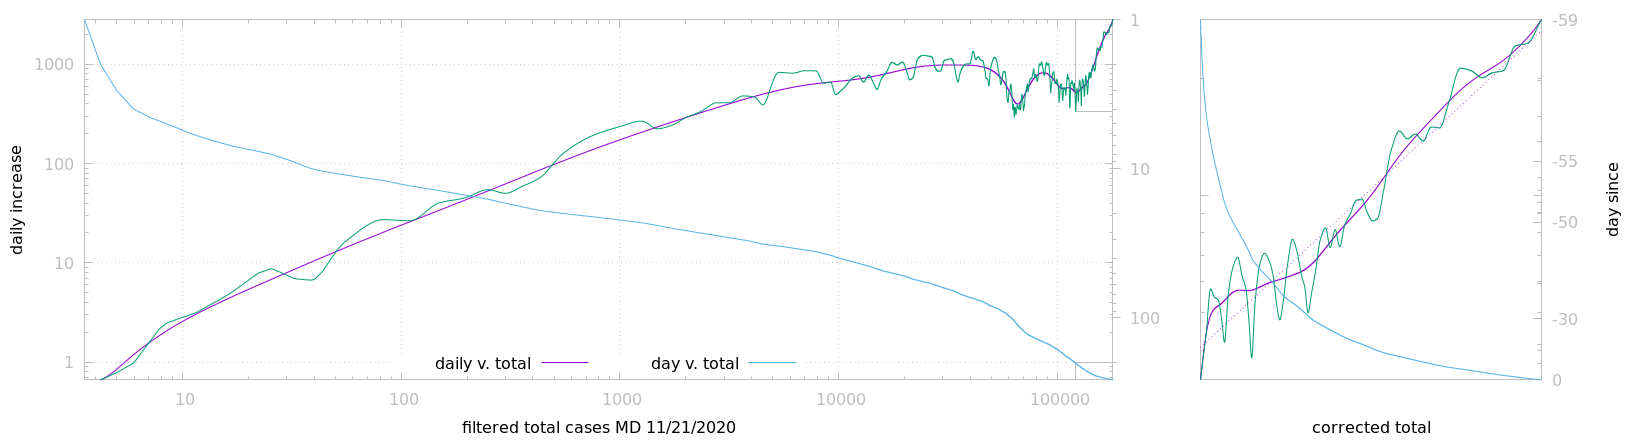 daily increase
1000
100
10
1
10
100
1000
10000
100000
filtered total cases MD 11/21/2020
daily v. total
day v. total
1
10
100
-59
-55
-50
-30
0
day since
corrected total